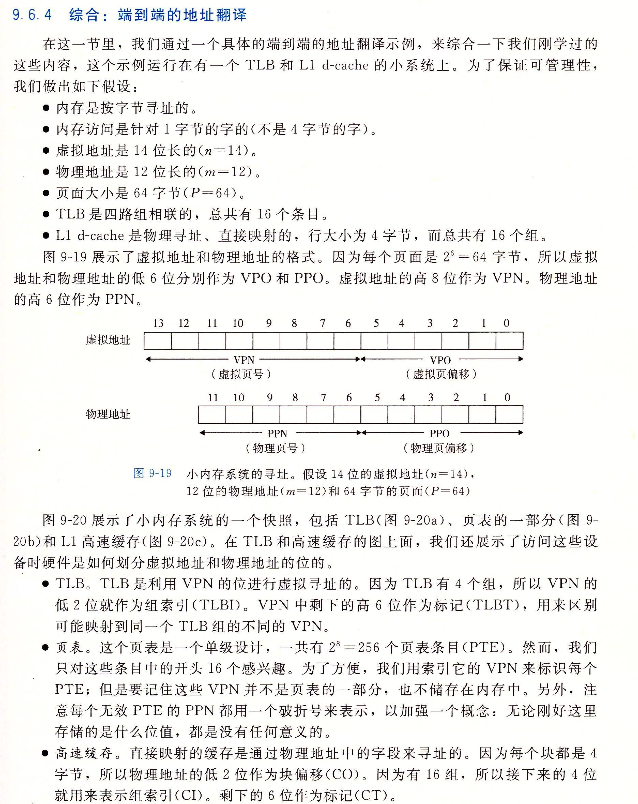 9.6.4 综合：端到端的地址翻译
在这一节里，我们通过一个具体的端到端的地址翻译示例，来综合一下我们刚学过的
这些内容，这个示例运行在有一个 TLB 和 L1 d-cache 的小系统上。为了保证可管理性，
我们做出如下假设：
● 内存是按字节寻址的。
● 内存访问是针对 1 字节的字的(不是 4 字节的字)。
● 虚拟地址是 14 位长的(n=14)。
● 物理地址是 12 位长的(m=12)。
● 页面大小是 64 字节(P=64)。
● TLB 是四路组相联的，总共有 16 个条目。
● L1 d-cache 是物理寻址、直接映射的，行大小为 4 字节，而总共有 16 个组。
图 9-19 展示了虚拟地址和物理地址的格式。因为每个页面是 2⁶=64 字节，所以虚拟
地址和物理地址的低 6 位分别作为 VPO 和 PPO。虚拟地址的高 8 位作为 VPN。物理地址
的高 6 位作为 PPN。
13 12 11 10 9 8 7 6 5 4 3 2 1 0
虚拟地址
VPN VPO
(虚拟页号) (虚拟页偏移)
11 10 9 8 7 6 5 4 3 2 1 0
物理地址
PPN PPO
(物理页号) (物理页偏移)
图 9-19 小内存系统的寻址。假设 14 位的虚拟地址(n=14)，
12 位的物理地址(m=12)和 64 字节的页面(P=64)
图 9-20 展示了小内存系统的一个快照，包括 TLB(图 9-20a)、页表的一部分(图 9-
20b)和 L1 高速缓存(图 9-20c)。在 TLB 和高速缓存的图上面，我们还展示了访问这些设
备时硬件是如何划分虚拟地址和物理地址的位的。
● TLB。TLB 是利用 VPN 的位进行虚拟寻址的。因为 TLB 有 4 个组，所以 VPN 的
低 2 位就作为组索引(TLBI)。VPN 中剩下的高 6 位作为标记(TLBT)，用来区别
可能映射到同一个 TLB 组的不同的 VPN。
● 页表。这个页表是一个单级设计，一共有 2⁸=256 个页表条目(PTE)。然而，我们
只对这些条目中的开头 16 个感兴趣。为了方便，我们用索引它的 VPN 来标识每个
PTE；但是要记住这些 VPN 并不是页表的一部分，也不储存在内存中。另外，注
意每个无效 PTE 的 PPN 都用一个破折号来表示，以加强一个概念：无论刚好这里
存储的是什么位值，都是没有任何意义的。
● 高速缓存。直接映射的缓存是通过物理地址中的字段来寻址的。因为每个块都是 4
字节，所以物理地址的低 2 位作为块偏移(CO)。因为有 16 组，所以接下来的 4 位
就用来表示组索引(CI)。剩下的 6 位作为标记(CT)。